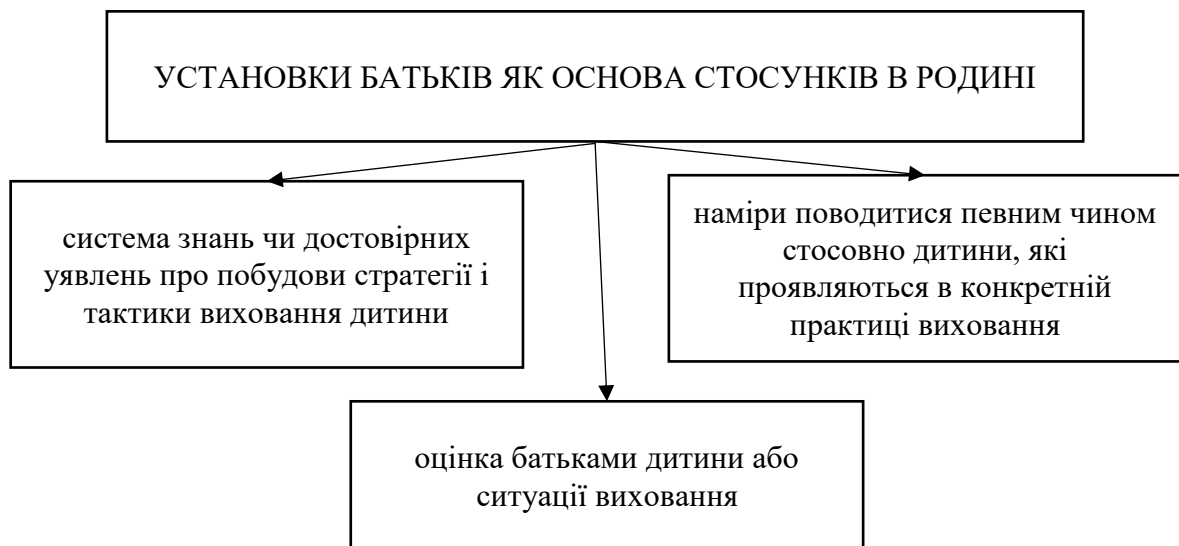 УСТАНОВКИ БАТЬКІВ ЯК ОСНОВА СТОСУНКІВ В РОДИНІ
система знань чи достовірних
уявлень про побудови стратегії і
тактики виховання дитини
наміри поводитися певним чином
стосовно дитини, які
проявляються в конкретній
практиці виховання
оцінка батьками дитини або
ситуації виховання